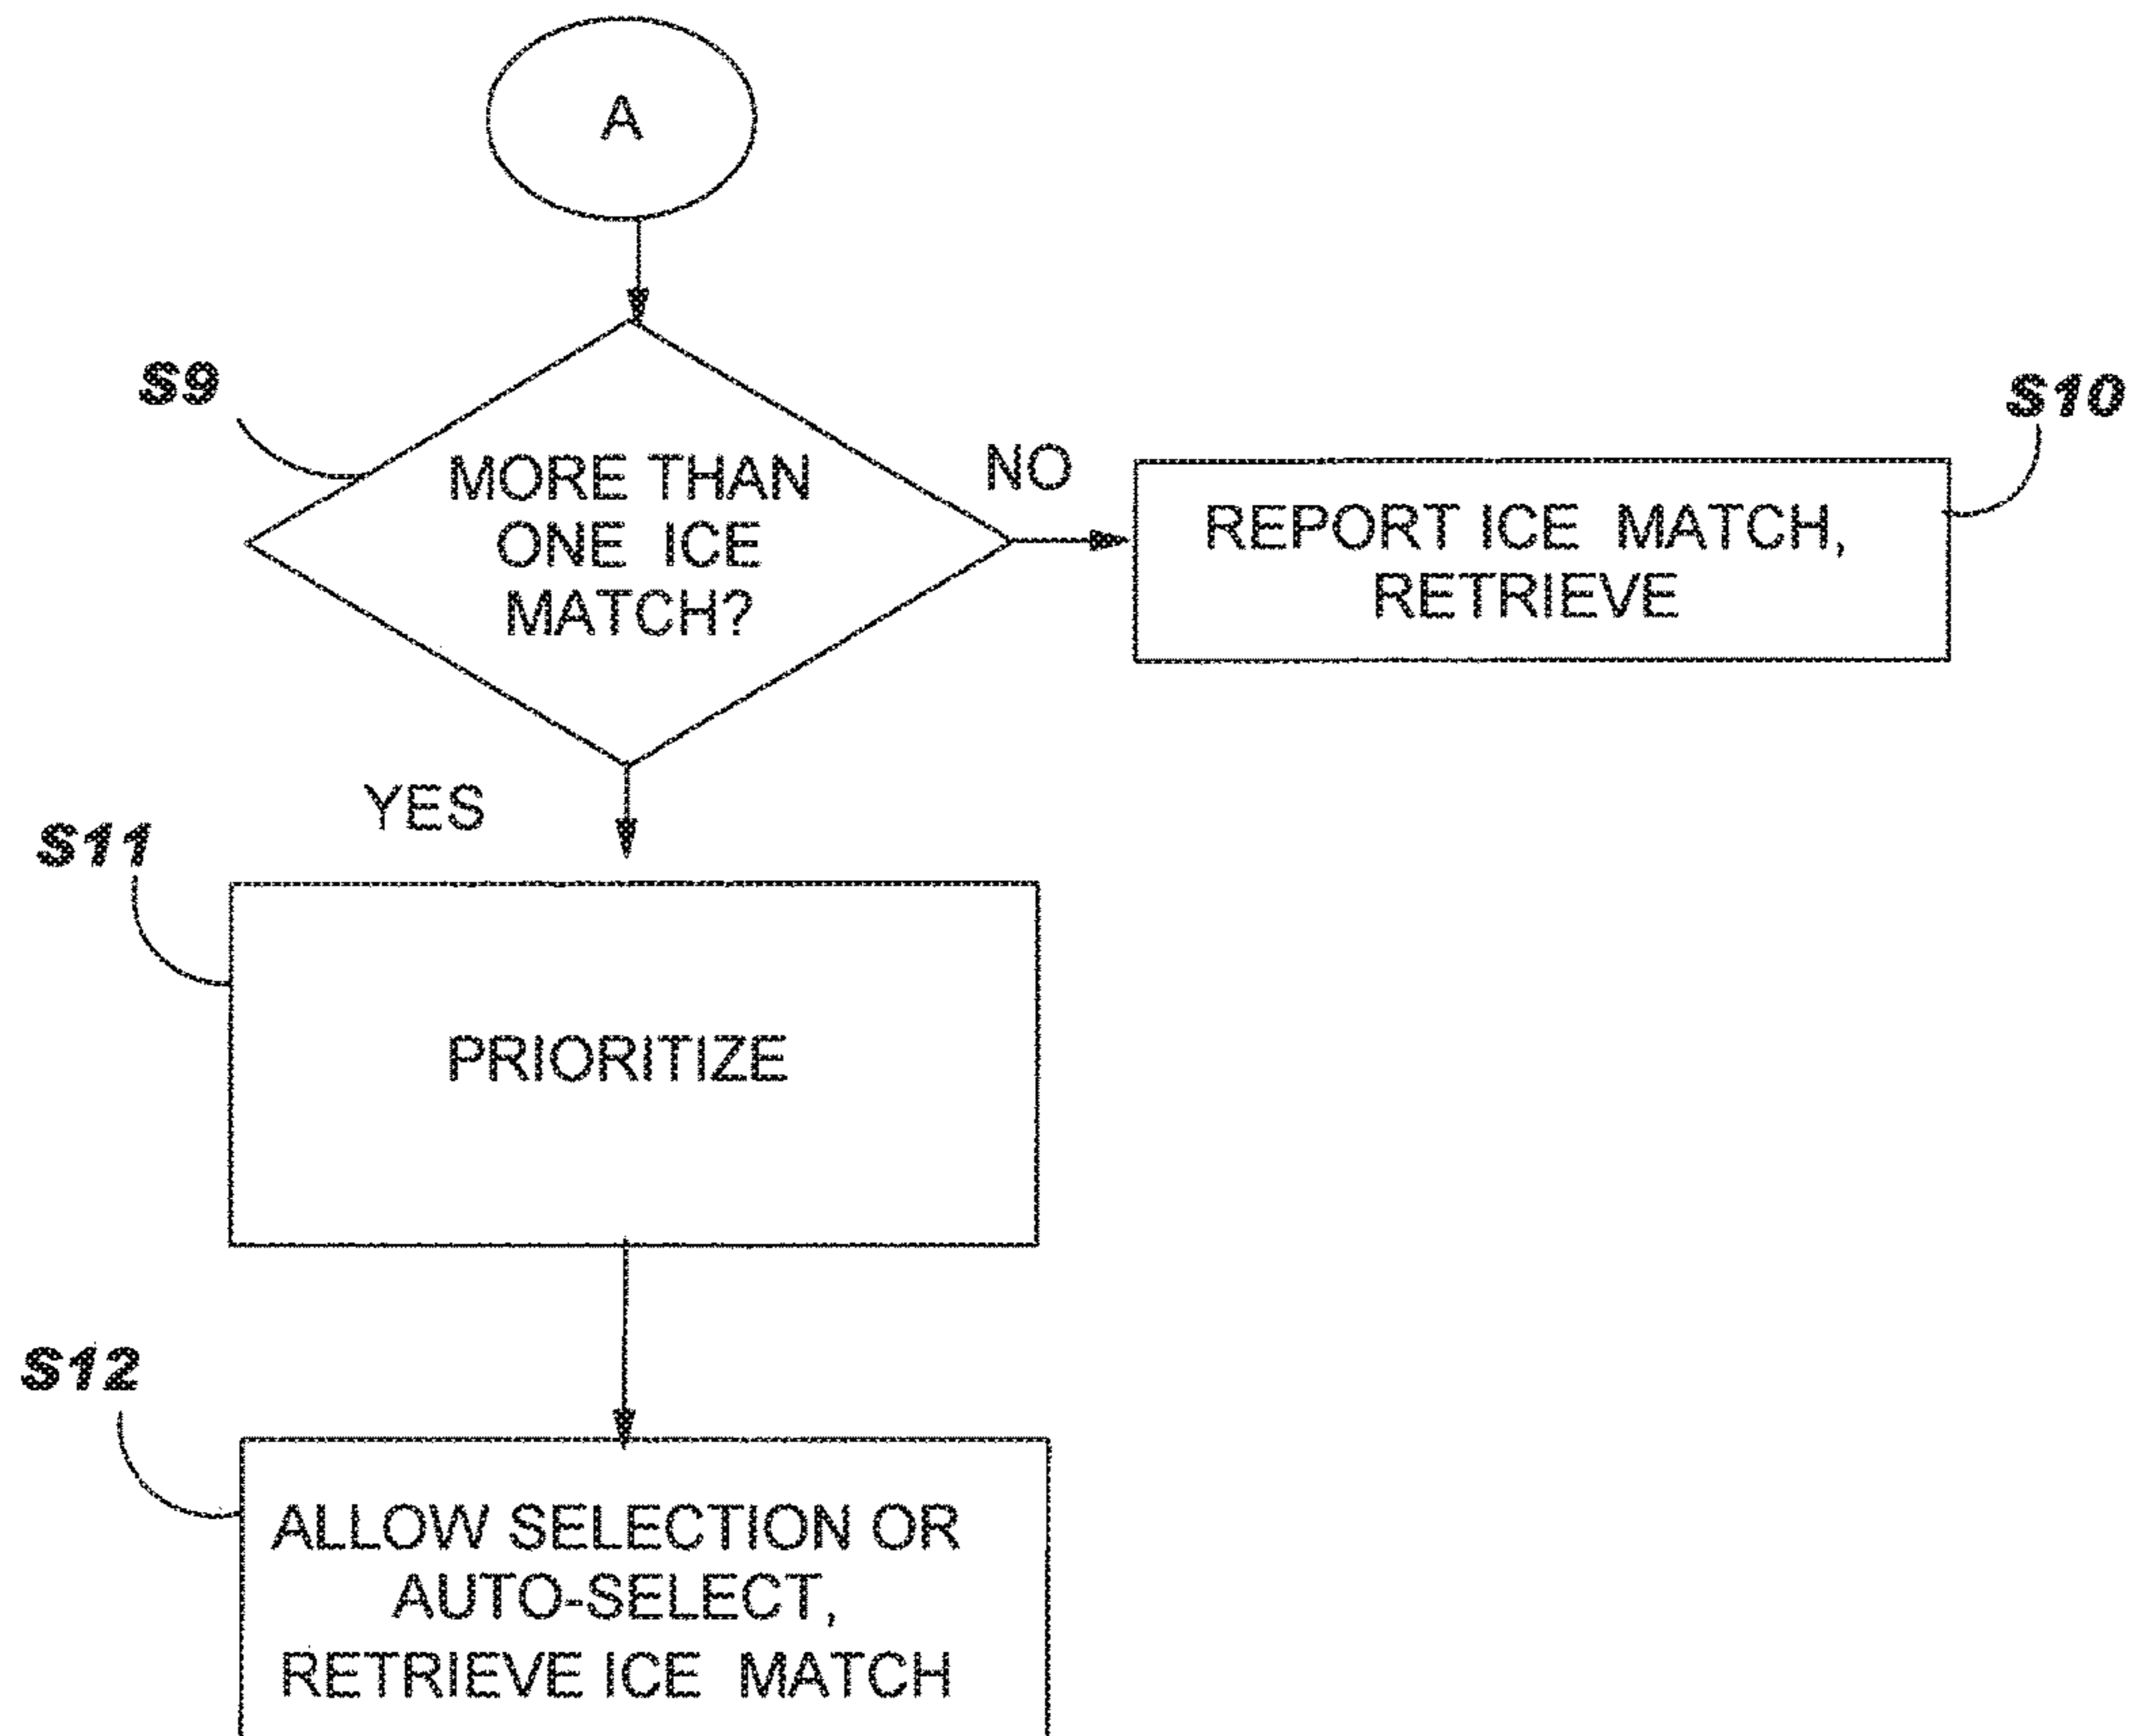 A
S9
MORE THAN
ONE ICE
MATCH?
NO
S10
REPORT ICE MATCH,
RETRIEVE
YES
S11
PRIORITIZE
S12
ALLOW SELECTION OR
AUTO-SELECT,
RETRIEVE ICE MATCH